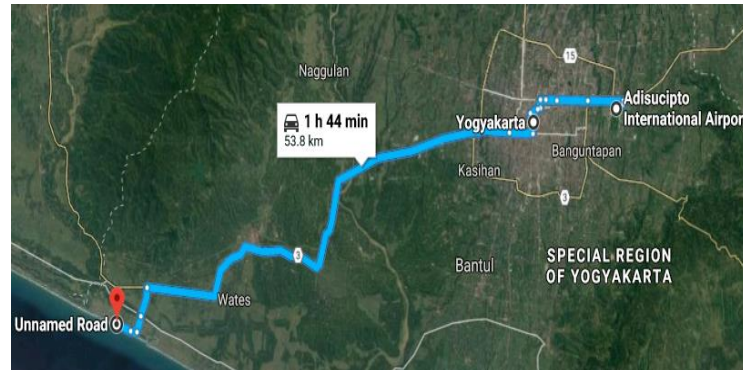 15
Naggulan
Adisucipto
International Airpor
1 h 44 min
53.8 km
Yogyakarta
Banguntapan
Kasihan
3
3
Bantul
SPECIAL REGION
OF YOGYAKARTA
Wates
Unnamed Road